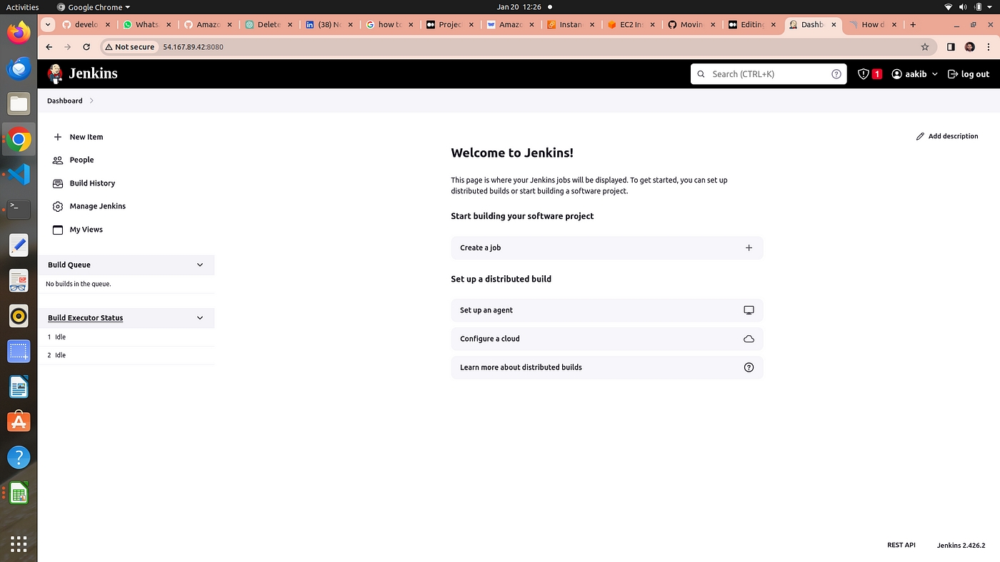 Activities Google Chrome Jan 20 12:26
develo Whats Amazo Delete (38) No how to Project Amazo Instan EC2 Ins Movin Editing Dashb How d
Not secure 54.167.89.42:8080
Jenkins Search (CTRL+K) 1 aakib log out
Dashboard
New Item
People
Build History
Manage Jenkins
My Views
Build Queue
No builds in the queue.
Build Executor Status
1 Idle
2 Idle
Add description
Welcome to Jenkins!
This page is where your Jenkins jobs will be displayed. To get started, you can set up
distributed builds or start building a software project.
Start building your software project
Create a job
Set up a distributed build
Set up an agent
Configure a cloud
Learn more about distributed builds
REST API Jenkins 2.426.2